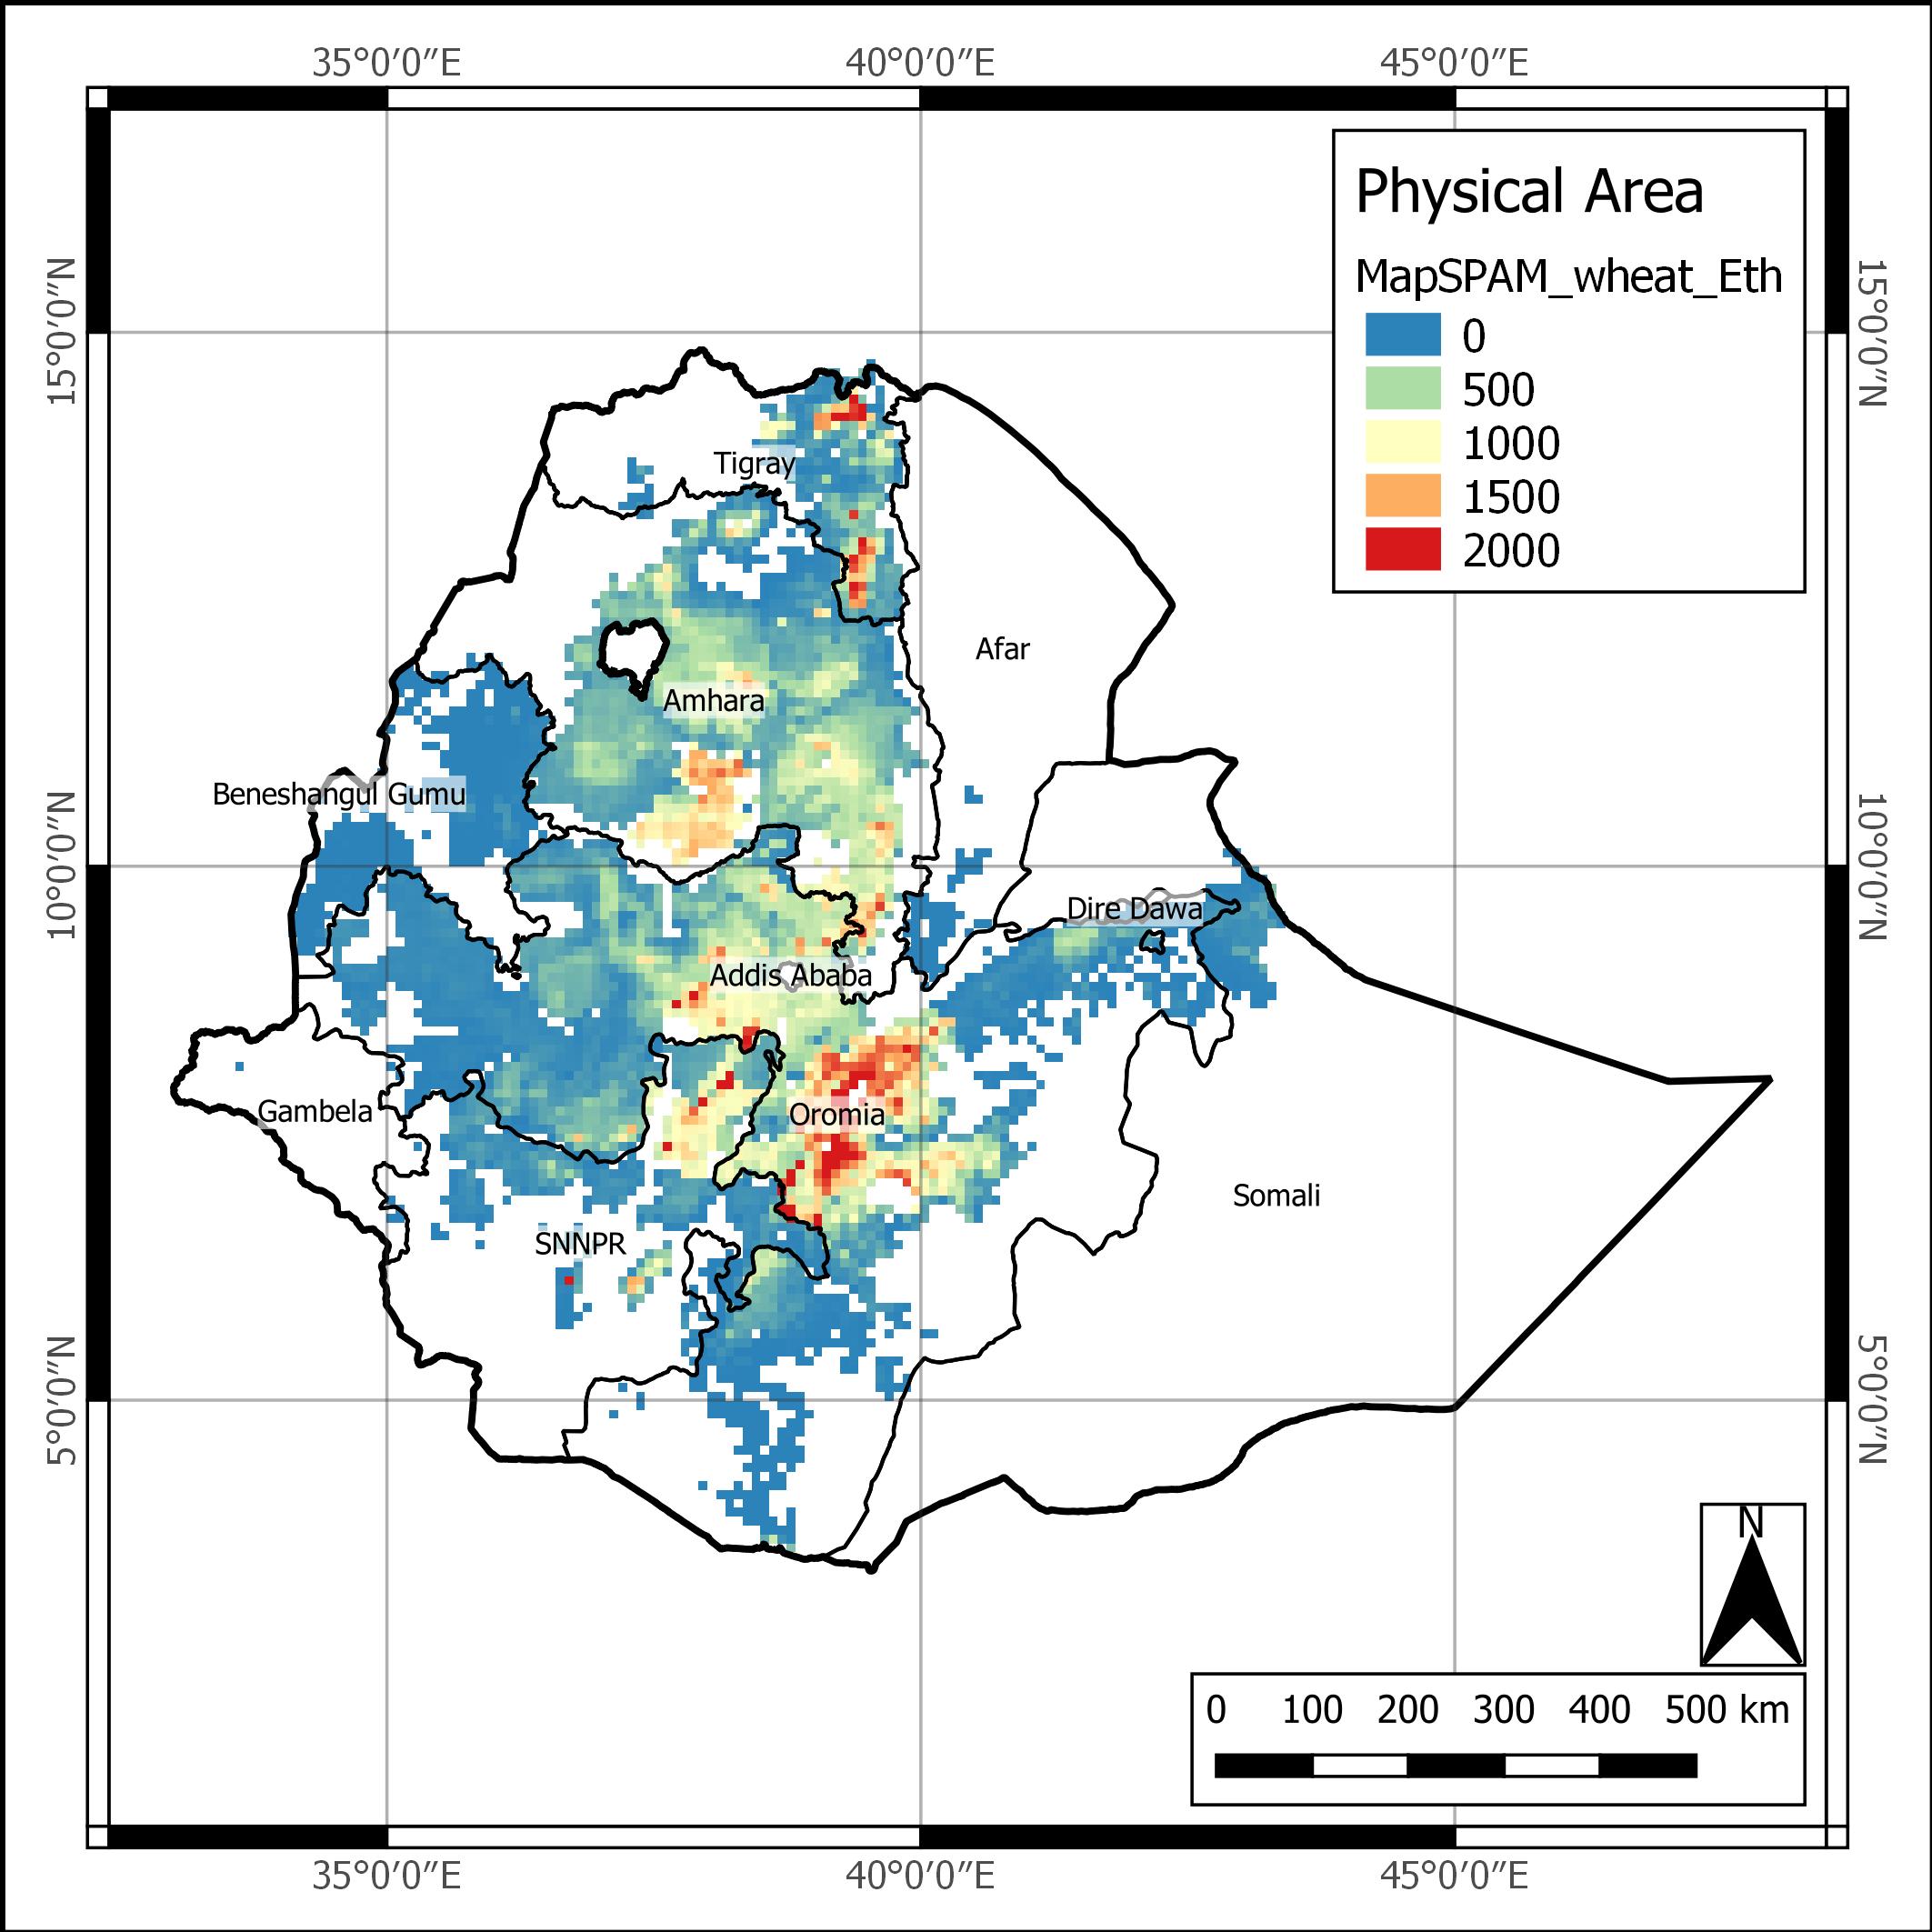 35°0′0″E 40°0′0″E 45°0′0″E
Physical Area
MapSPAM_wheat_Eth
0
500
1000
1500
2000
15°0′0″N 15°0′0″N
Tigray
Afar
Amhara
Beneshangul Gumu
10°0′0″N 10°0′0″N
Dire Dawa
Addis Ababa
Gambela
Oromia
Somali
SNNPR
5°0′0″N 5°0′0″N
N
0 100 200 300 400 500 km
35°0′0″E 40°0′0″E 45°0′0″E